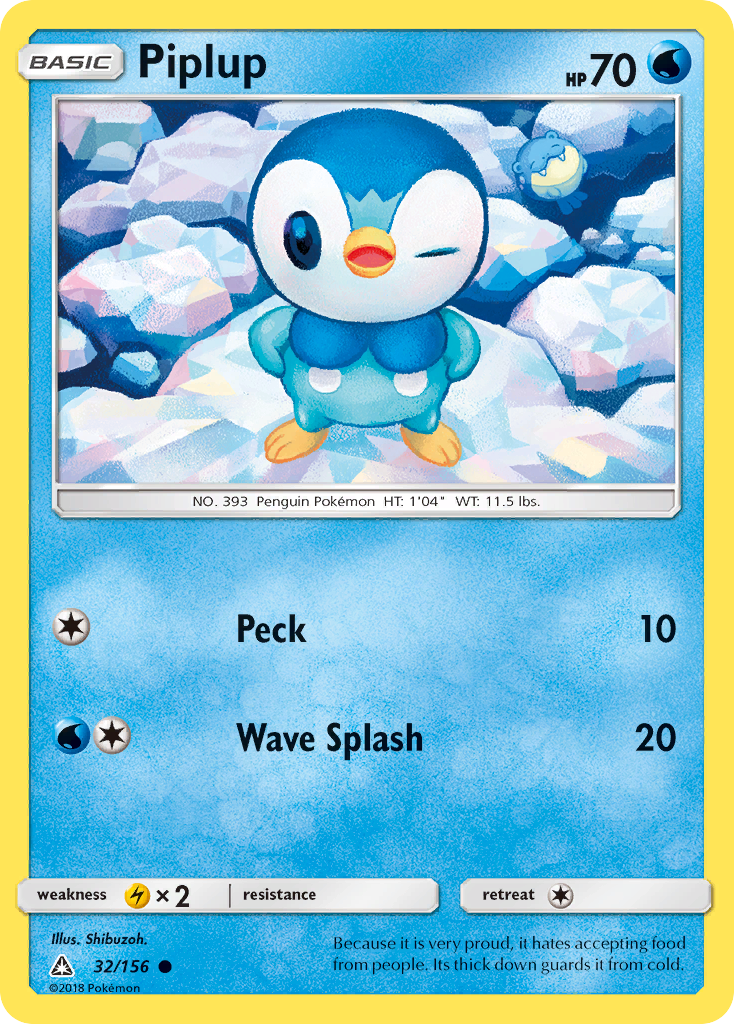 BASIC Piplup HP 70
NO. 393 Penguin Pokémon HT: 1'04" WT: 11.5 lbs.
Peck 10
Wave Splash 20
weakness × 2 resistance retreat
Illus. Shibuzoh.
Because it is very proud, it hates accepting food
from people. Its thick down guards it from cold.
32/156
©2018 Pokémon